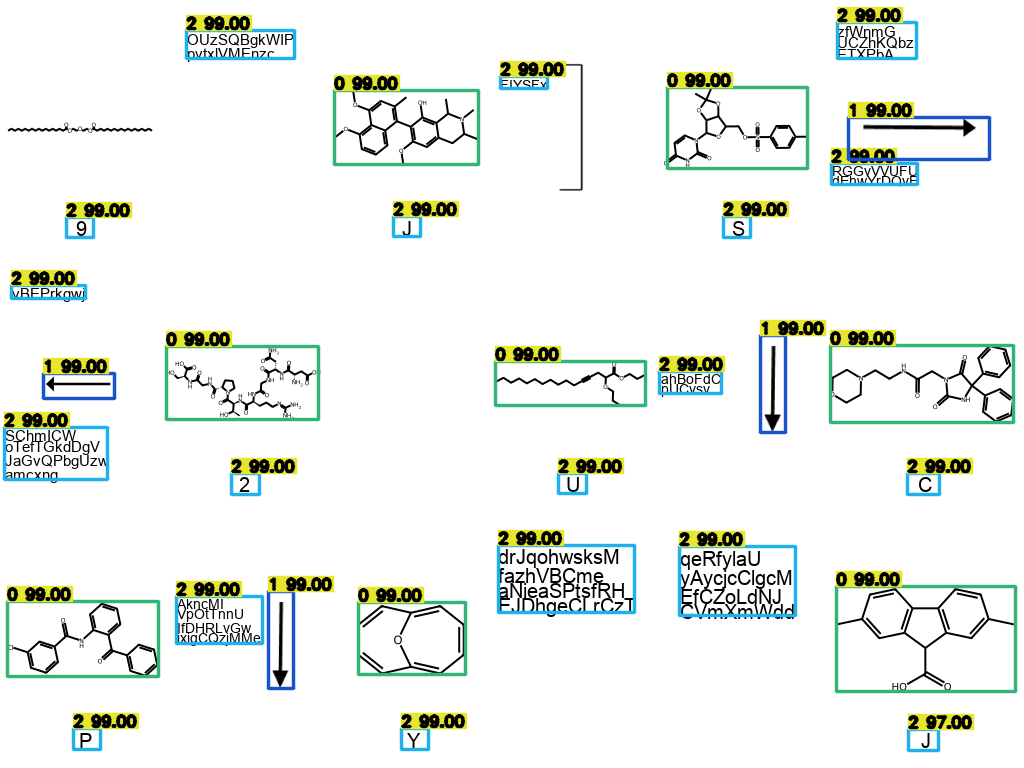 2 99.00
OUzSQBgkWIP
2 99.00
zfWnmG
UCZhKQbz
2 99.00
0 99.00
0 99.00
1 99.00
2 99.00
RGGvVVUFU
2 99.00
9
2 99.00
J
2 99.00
S
2 99.00
vBEPrkgwj
1 99.00
0 99.00
0 99.00
2 99.00
ahBoFdC
1 99.00
0 99.00
2 99.00
SChmICW
oTefTGkdDgV
JaGvQPbgUzw
amcxng
2 99.00
2
2 99.00
U
2 99.00
C
0 99.00
2 99.00
AkncMI
VpOtTnnU
IfDHRLyGw
1 99.00
0 99.00
2 99.00
drJqohwsksM
fazhVBCme
aNieaSPtsfRH
2 99.00
qeRfylaU
yAycjcClgcM
EfCZoLdNJ
0 99.00
HO
O
2 99.00
P
2 99.00
Y
2 97.00
J